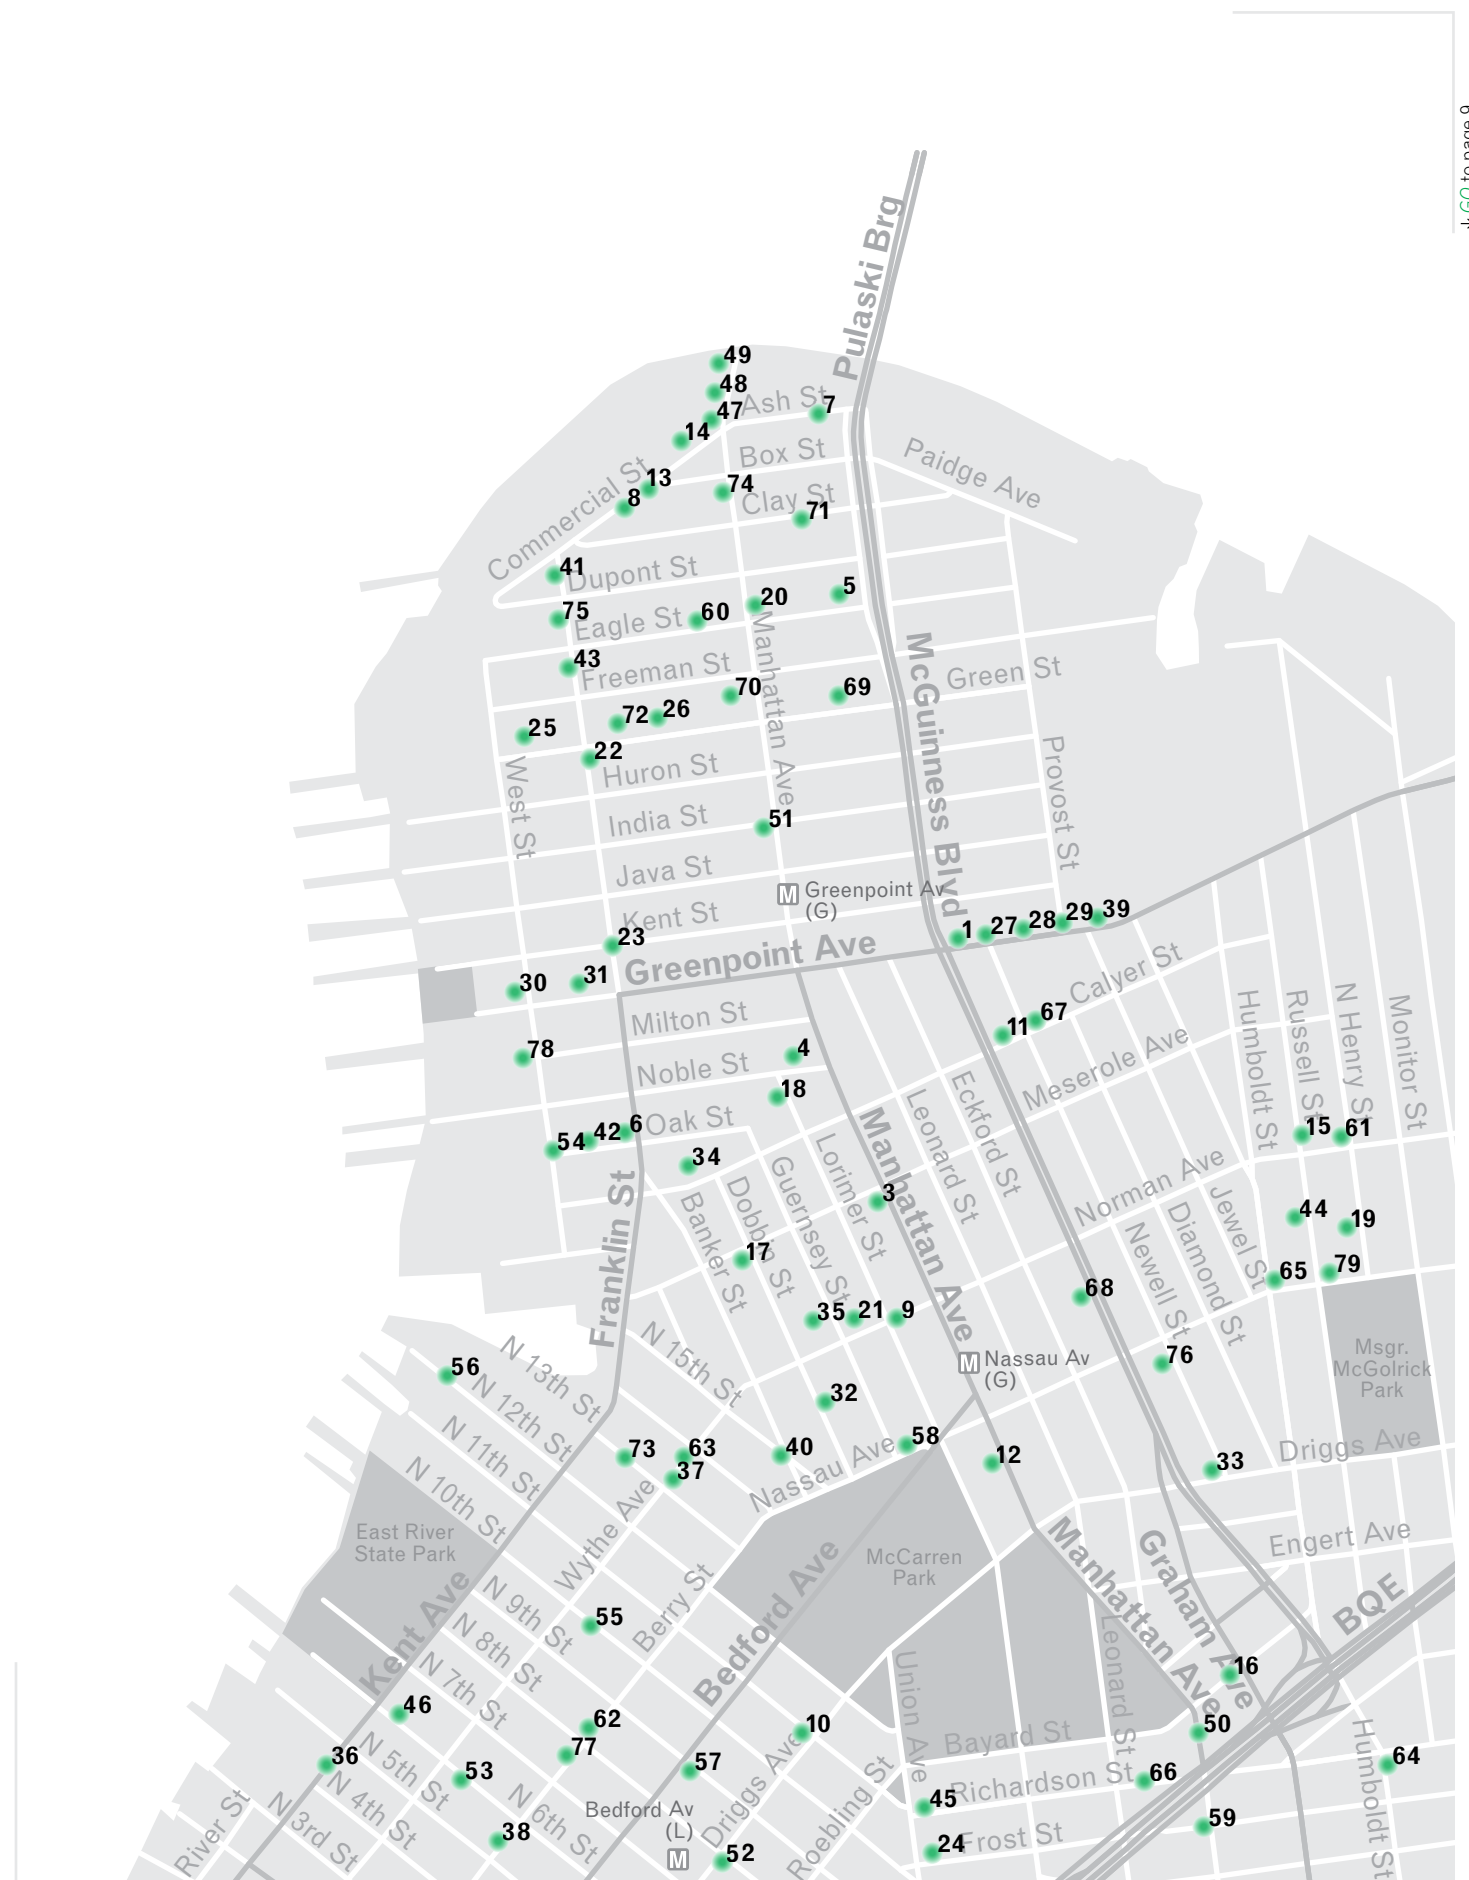 GO to page 9
Pulaski Brg
49
48
47
Ash St
7
14
Box St
Paidge Ave
13
74
8
Clay St
71
Commercial St
41
Dupont St
5
20
75
60
Eagle St
Manhattan Ave
McGuinness Blvd
43
Freeman St
Green St
70
69
26
72
25
22
Huron St
Provost St
West St
India St
51
Java St
M Greenpoint Av
(G)
Kent St
39
29
28
27
1
23
Greenpoint Ave
31
30
Calyer St
67
11
Milton St
Humboldt St
Russell St
N Henry St
Monitor St
78
4
Noble St
Meserole Ave
18
Eckford St
Leonard St
Oak St
6
42
54
15
61
Manhattan Ave
Lorimer St
34
Guernsey St
Norman Ave
Franklin St
Dobbin St
Banker St
3
Jewel St
Diamond St
Newell St
44
19
17
79
65
68
35
21
9
N 15th St
N 13th St
Msgr.
McGolrick
Park
76
M Nassau Av
(G)
56
N 12th St
32
N 11th St
58
Nassau Ave
40
12
73
63
37
33
Driggs Ave
N 10th St
Wythe Ave
East River
State Park
Engert Ave
McCarren
Park
Bedford Ave
Manhattan Ave
Graham Ave
BQE
Kent Ave
N 9th St
55
Berry St
N 8th St
Leonard St
Union Ave
N 7th St
16
46
62
10
50
Bayard St
77
36
N 5th St
53
57
Driggs Ave
64
Humboldt St
66
Richardson St
N 4th St
N 6th St
45
Roebling St
River St
N 3rd St
38
Bedford Av
(L)
M
52
59
Frost St
24